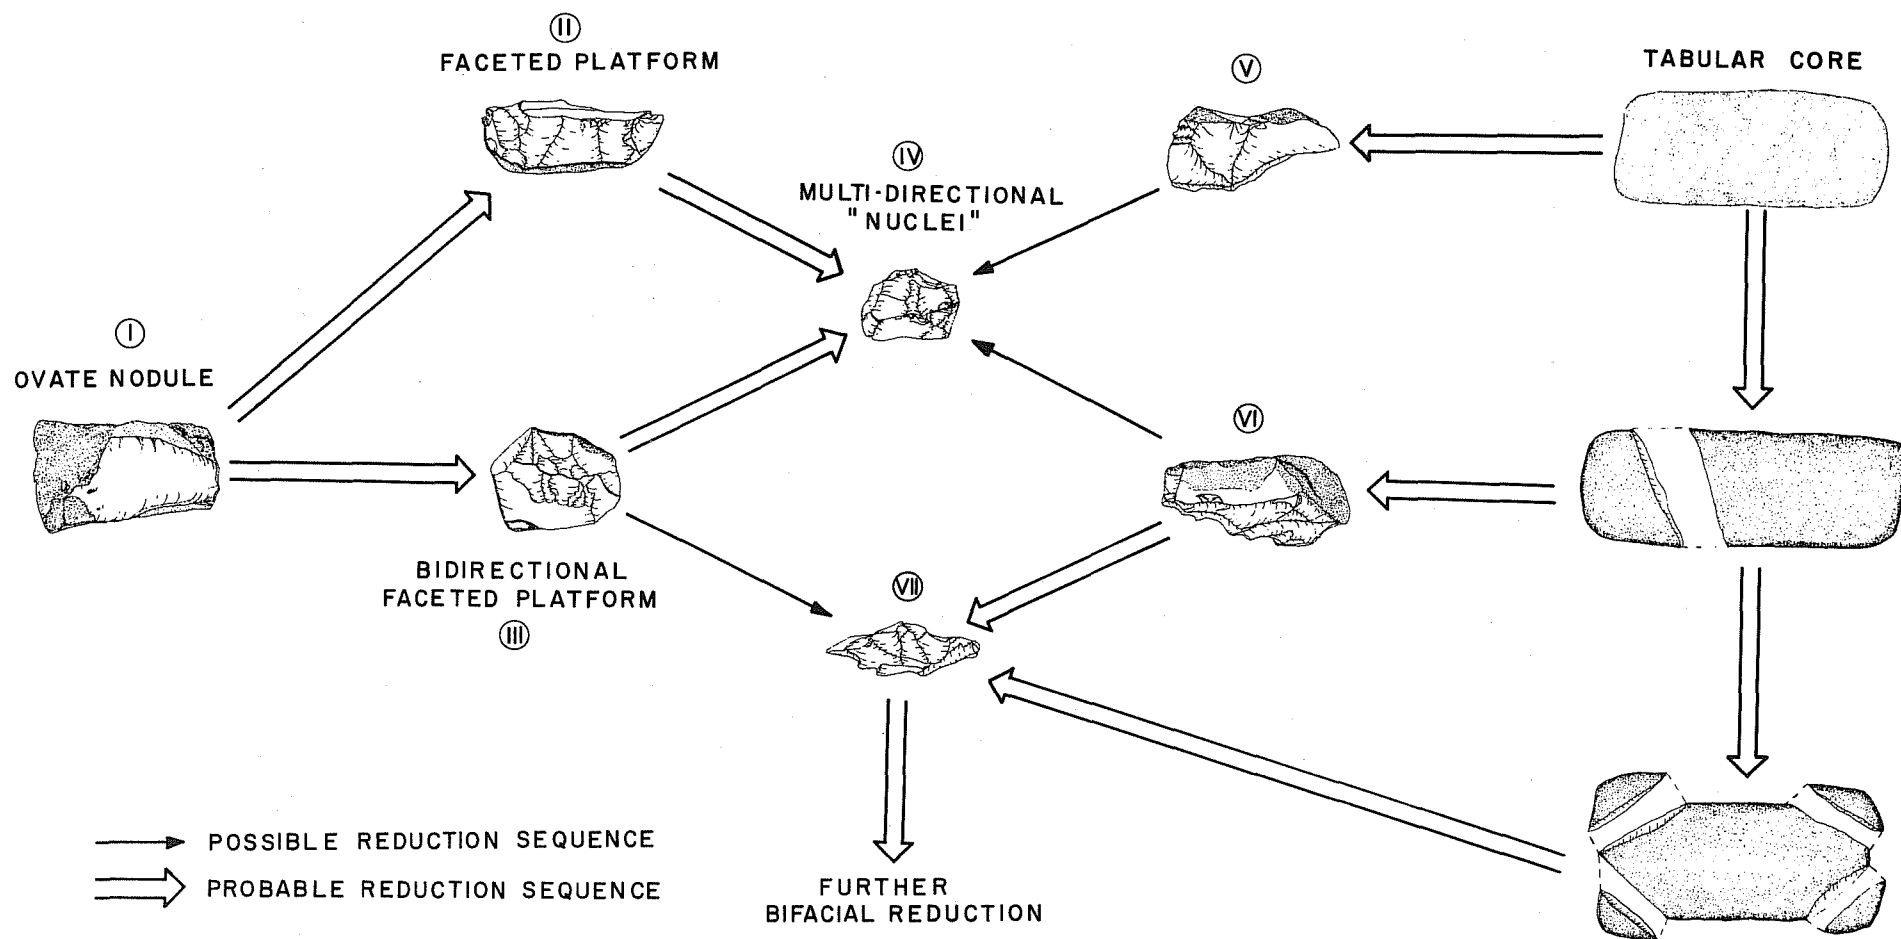 II
FACETED PLATFORM
V
TABULAR CORE
IV
MULTI-DIRECTIONAL
"NUCLEI"
I
OVATE NODULE
VI
BIDIRECTIONAL
FACETED PLATFORM
III
VII
POSSIBLE REDUCTION SEQUENCE
PROBABLE REDUCTION SEQUENCE
FURTHER
BIFACIAL REDUCTION